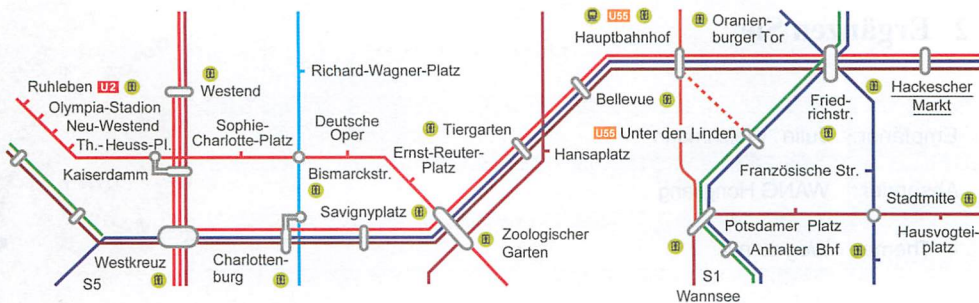 Ruhleben U2
Olympia-Stadion
Neu-Westend
Th.-Heuss-Pl.
Kaiserdamm
Westend
Sophie-
Charlotte-Platz
Richard-Wagner-Platz
Deutsche
Oper
Bismarckstr.
Ernst-Reuter-
Platz
Tiergarten
Savignyplatz
Zoologischer
Garten
Westkreuz
S5
Charlotten-
burg
U55
Hauptbahnhof
Bellevue
Hansaplatz
Oranien-
burger Tor
U55 Unter den Linden
Fried-
richstr.
Hackescher
Markt
Französische Str.
Stadtmitte
Potsdamer Platz
Anhalter Bhf
Hausvogtei-
platz
S1
Wannsee